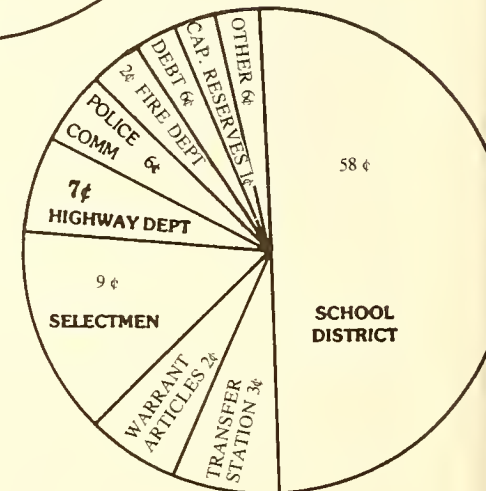 OTHER 6¢
CAP. RESERVES 1¢
DEBT 6¢
2¢ FIRE DEPT
POLICE
COMM 6¢
7¢
HIGHWAY DEPT
9 ¢
SELECTMEN
WARRANT
ARTICLES 2¢
TRANSFER
STATION 3¢
58 ¢
SCHOOL
DISTRICT